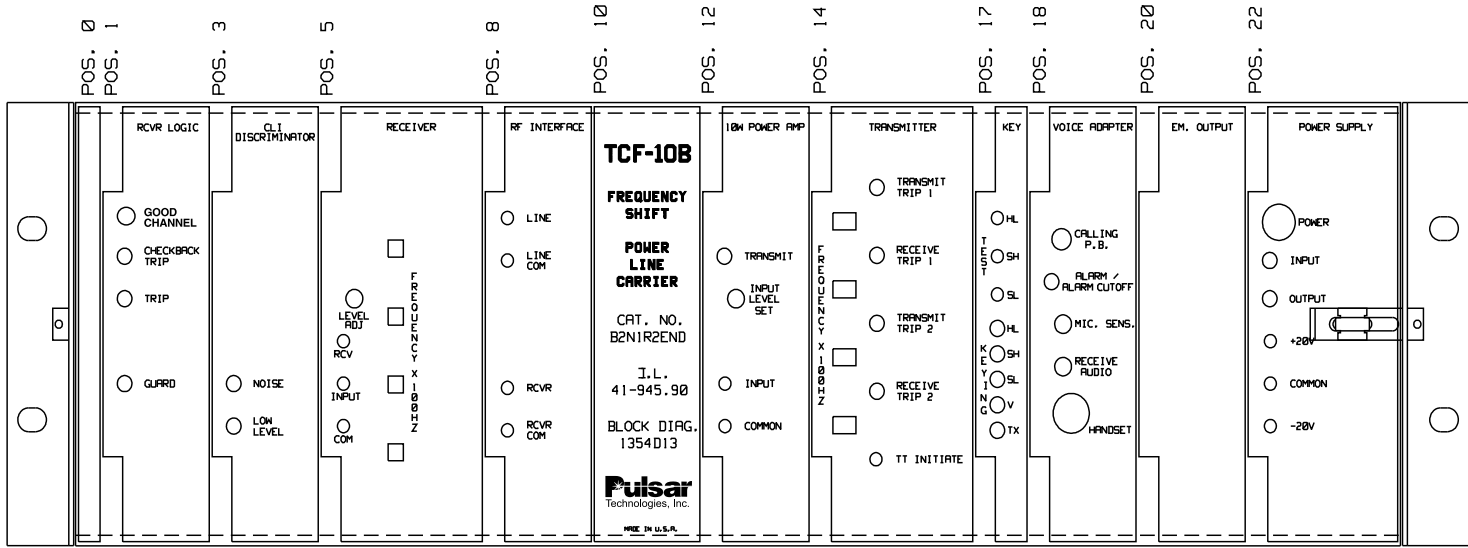 POS. 0
POS. 1
POS. 3
POS. 5
POS. 8
POS. 10
POS. 12
POS. 14
POS. 17
POS. 18
POS. 20
POS. 22
RCVR LOGIC
GOOD
CHANNEL
CHECKBACK
TRIP
TRIP
GUARD
CLI
DISCRIMINATOR
NOISE
LOW
LEVEL
RECEIVER
LEVEL
ADJ
RCV
INPUT
COM
FREQUENCY X 100HZ
RF INTERFACE
LINE
LINE
COM
RCVR
RCVR
COM
TCF-10B
FREQUENCY
SHIFT
POWER
LINE
CARRIER
CAT. NO.
B2N1R2END
I.L.
41-945.90
BLOCK DIAG.
1354D13
Pulsar
Technologies, Inc.
MADE IN U.S.A.
10W POWER AMP
TRANSMIT
INPUT
LEVEL
SET
INPUT
COMMON
TRANSMITTER
FREQUENCY X 100HZ
TRANSMIT
TRIP 1
RECEIVE
TRIP 1
TRANSMIT
TRIP 2
RECEIVE
TRIP 2
TT INITIATE
KEY
TEST
HL
SH
SL
KEYING
HL
SH
SL
V
TX
VOICE ADAPTER
CALLING
P.B.
ALARM /
ALARM CUTOFF
MIC. SENS.
RECEIVE
AUDIO
HANDSET
EM. OUTPUT
POWER SUPPLY
POWER
INPUT
OUTPUT
+20V
COMMON
-20V